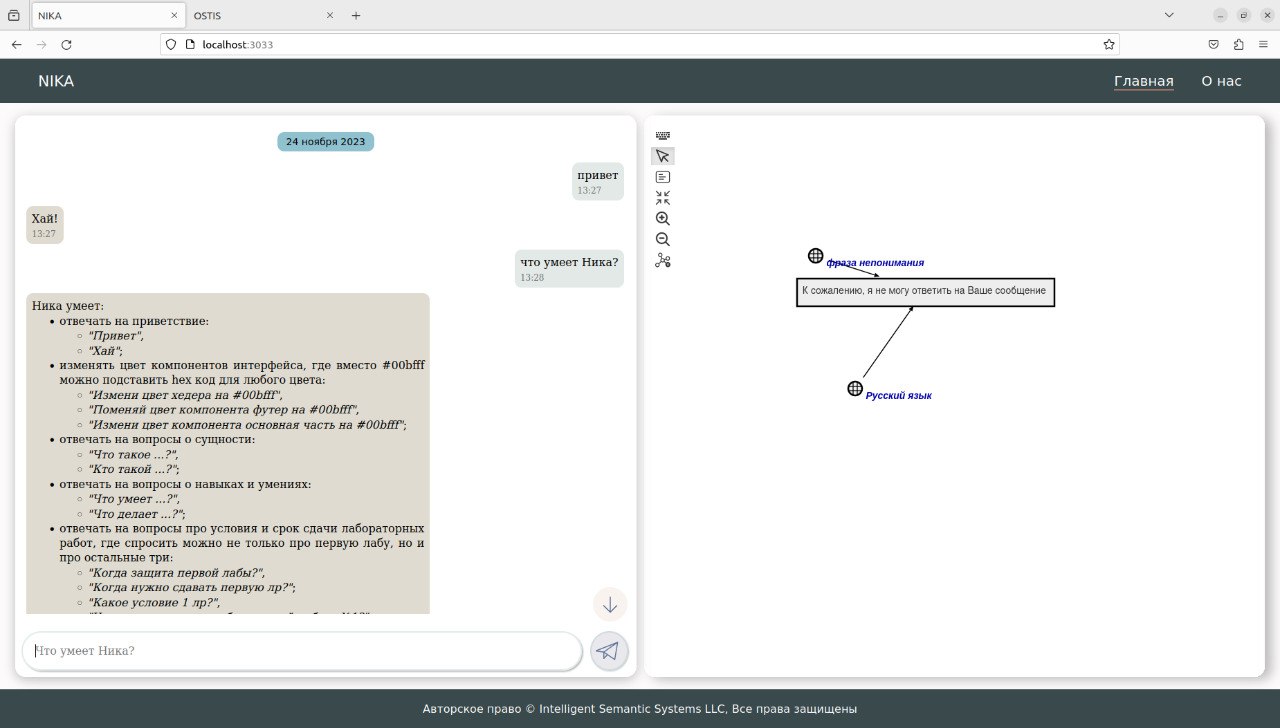 NIKA
OSTIS
localhost:3033
NIKA
Главная
О нас
24 ноября 2023
привет
13:27
Хай!
13:27
что умеет Ника?
13:28
Ника умеет:
• отвечать на приветствие:
◦ "Привет",
◦ "Хай";
• изменять цвет компонентов интерфейса, где вместо #00bfff
можно подставить hex код для любого цвета:
◦ "Измени цвет хедера на #00bfff",
◦ "Поменяй цвет компонента футер на #00bfff",
◦ "Измени цвет компонента основная часть на #00bfff";
• отвечать на вопросы о сущности:
◦ "Что такое ...?",
◦ "Кто такой ...?";
• отвечать на вопросы о навыках и умениях:
◦ "Что умеет ...?",
◦ "Что делает ...?";
• отвечать на вопросы про условия и срок сдачи лабораторных
работ, где спросить можно не только про первую лабу, но и
про остальные три:
◦ "Когда защита первой лабы?",
◦ "Когда нужно сдавать первую лр?";
◦ "Какое условие 1 лр?",
Что умеет Ника?
фраза непонимания
К сожалению, я не могу ответить на Ваше сообщение
Русский язык
Авторское право © Intelligent Semantic Systems LLC, Все права защищены